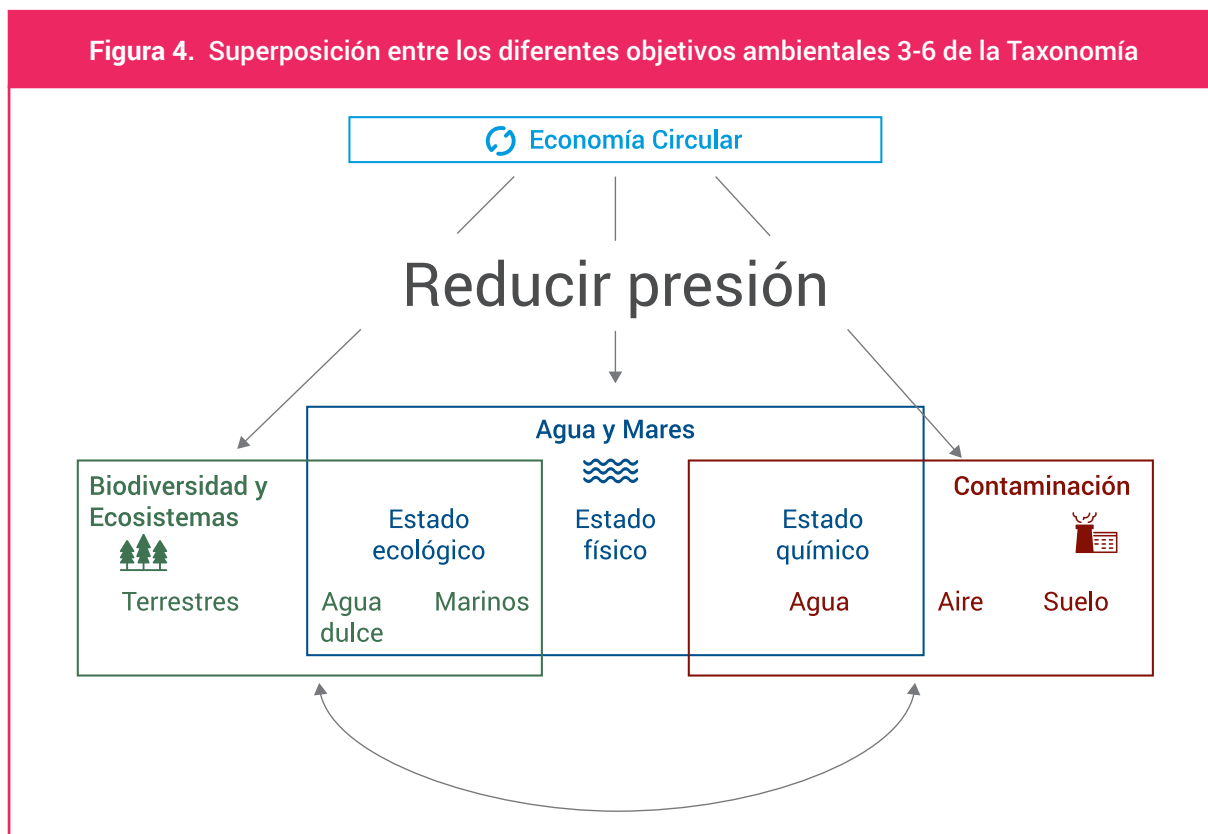 Figura 4. Superposición entre los diferentes objetivos ambientales 3-6 de la Taxonomía
Economía Circular
Reducir presión
Agua y Mares
Biodiversidad y
Ecosistemas
Contaminación
Estado
ecológico
Estado
físico
Estado
químico
Terrestres
Agua
dulce
Marinos
Agua
Aire
Suelo